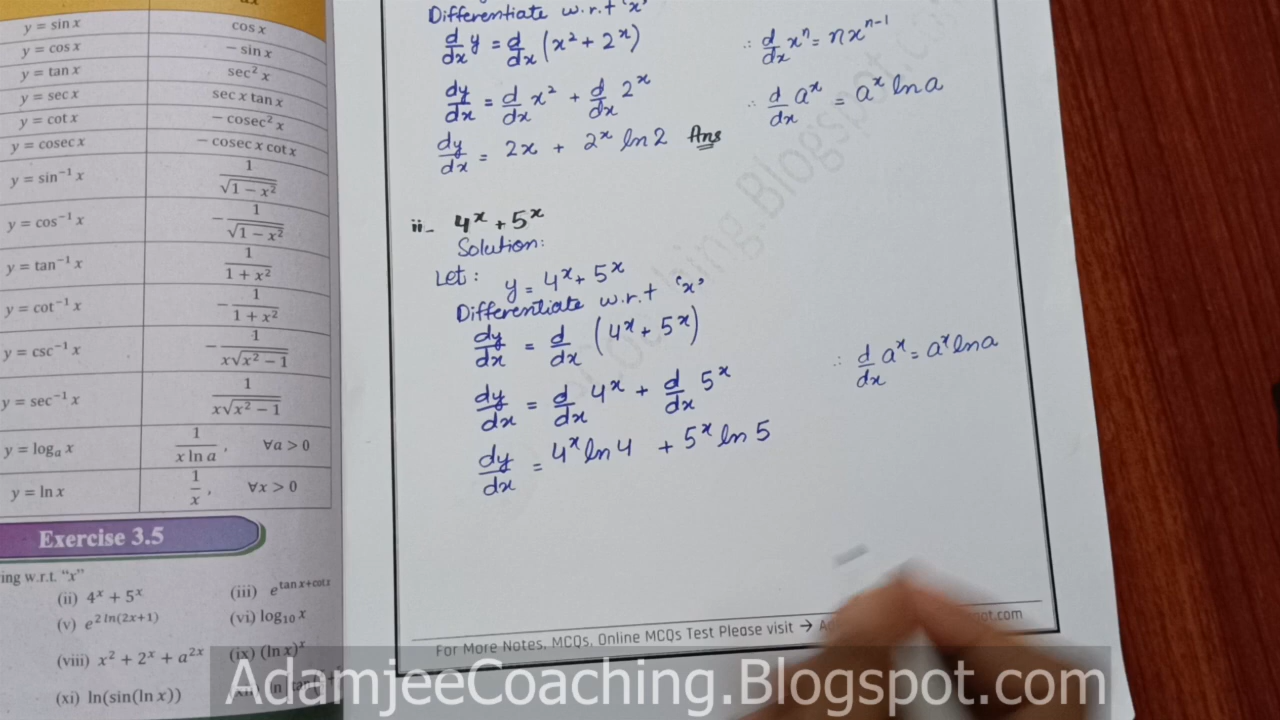 dx
y = sin x cos x
y = cos x − sin x
y = tan x sec² x
y = sec x sec x tan x
y = cot x − cosec² x
y = cosec x − cosec x cot x
y = sin⁻¹ x 1/√(1 − x²)
y = cos⁻¹ x −1/√(1 − x²)
y = tan⁻¹ x 1/(1 + x²)
y = cot⁻¹ x −1/(1 + x²)
y = csc⁻¹ x −1/(x√(x² − 1))
y = sec⁻¹ x 1/(x√(x² − 1))
y = logₐ x 1/(x ln a), ∀a > 0
y = ln x 1/x, ∀x > 0
Exercise 3.5
ing w.r.t. “x”
(ii) 4ˣ + 5ˣ (iii) e^(tan x+cot x)
(v) e^(2 ln(2x+1)) (vi) log₁₀ x
(viii) x² + 2ˣ + a²ˣ (ix) (ln x)ˣ
(xi) ln(sin(ln x))
Differentiate w.r.t 'x'
d/dx y = d/dx (x² + 2ˣ) ∴ d/dx xⁿ = nxⁿ⁻¹
dy/dx = d/dx x² + d/dx 2ˣ ∴ d/dx aˣ = aˣ ln a
dy/dx = 2x + 2ˣ ln 2 Ans
ii- 4ˣ + 5ˣ
Solution:
Let: y = 4ˣ + 5ˣ
Differentiate w.r.t 'x'
dy/dx = d/dx (4ˣ + 5ˣ)
dy/dx = d/dx 4ˣ + d/dx 5ˣ ∴ d/dx aˣ = aˣ ln a
dy/dx = 4ˣ ln 4 + 5ˣ ln 5
For More Notes, MCQs, Online MCQs Test Please visit →
AdamjeeCoaching.Blogspot.com